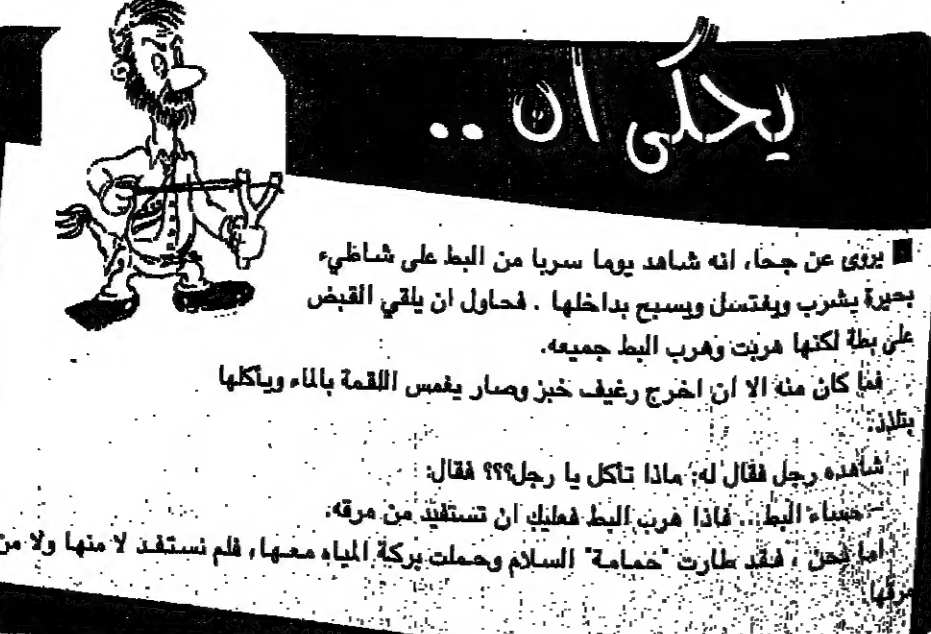 يحكى ان ..
يروى عن جحا، انه شاهد يوما سربا من البط على شاطيء
بحيرة يشرب ويغتسل ويسبح بداخلها . فحاول ان يلقي القبض
على بطة لكنها هربت وهرب البط جميعه.
فما كان منه الا ان اخرج رغيف خبز وصار يغمس اللقمة بالماء ويأكلها
بتلذذ.
شاهده رجل فقال له: ماذا تأكل يا رجل؟؟؟ فقال:
- حساء البط .. فاذا هرب البط فعليك ان تستفيد من مرقه.
اما نحن ، فقد طارت "حمامة" السلام وحملت بركة المياه معها، فلم نستفد لا منها ولا من
مرقها